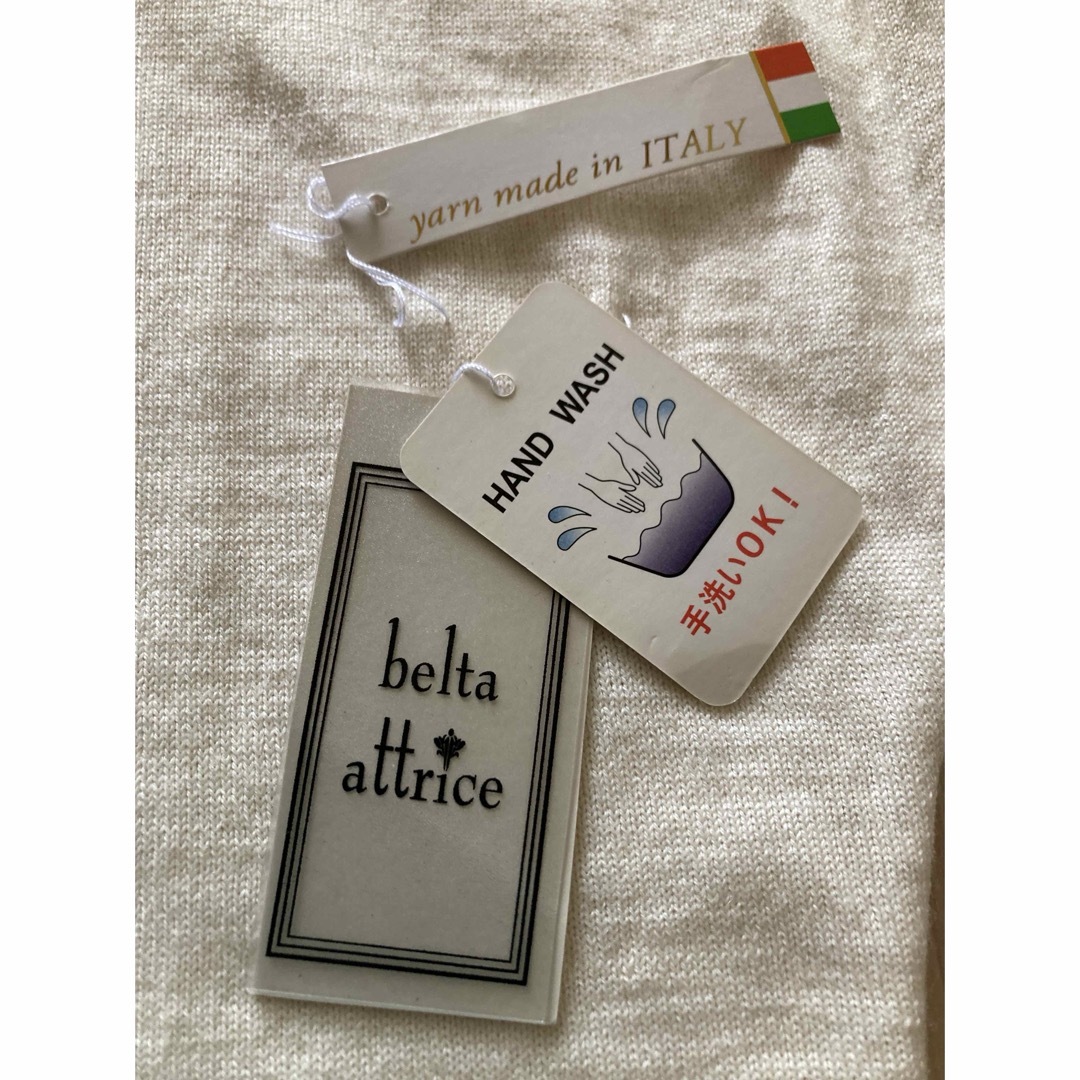 yarn made in ITALY
HAND WASH
手洗いOK!
belta
attrice